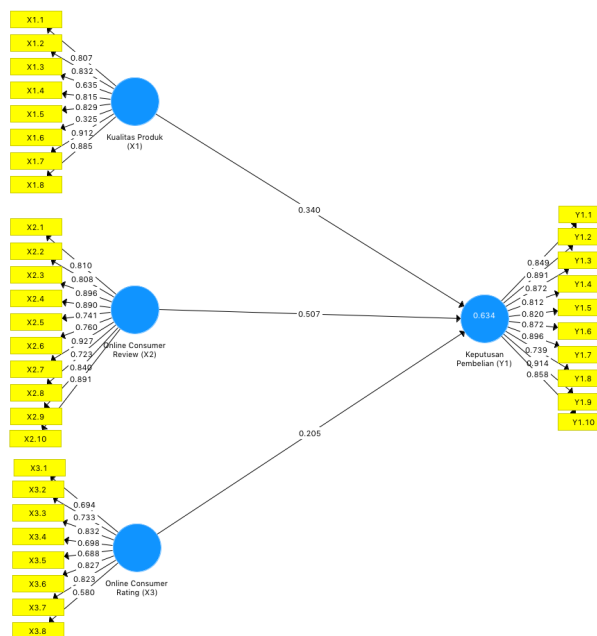 X1.1
X1.2
X1.3
X1.4
X1.5
X1.6
X1.7
X1.8
0.807
0.832
0.635
0.815
0.829
0.325
0.912
0.885
Kualitas Produk
(X1)
0.340
X2.1
X2.2
X2.3
X2.4
X2.5
X2.6
X2.7
X2.8
X2.9
X2.10
0.810
0.808
0.896
0.890
0.741
0.760
0.927
0.723
0.840
0.891
Online Consumer
Review (X2)
0.507
X3.1
X3.2
X3.3
X3.4
X3.5
X3.6
X3.7
X3.8
0.694
0.733
0.832
0.698
0.688
0.827
0.823
0.580
Online Consumer
Rating (X3)
0.205
0.634
Keputusan
Pembelian (Y1)
0.849
0.891
0.872
0.812
0.820
0.872
0.896
0.739
0.914
0.858
Y1.1
Y1.2
Y1.3
Y1.4
Y1.5
Y1.6
Y1.7
Y1.8
Y1.9
Y1.10